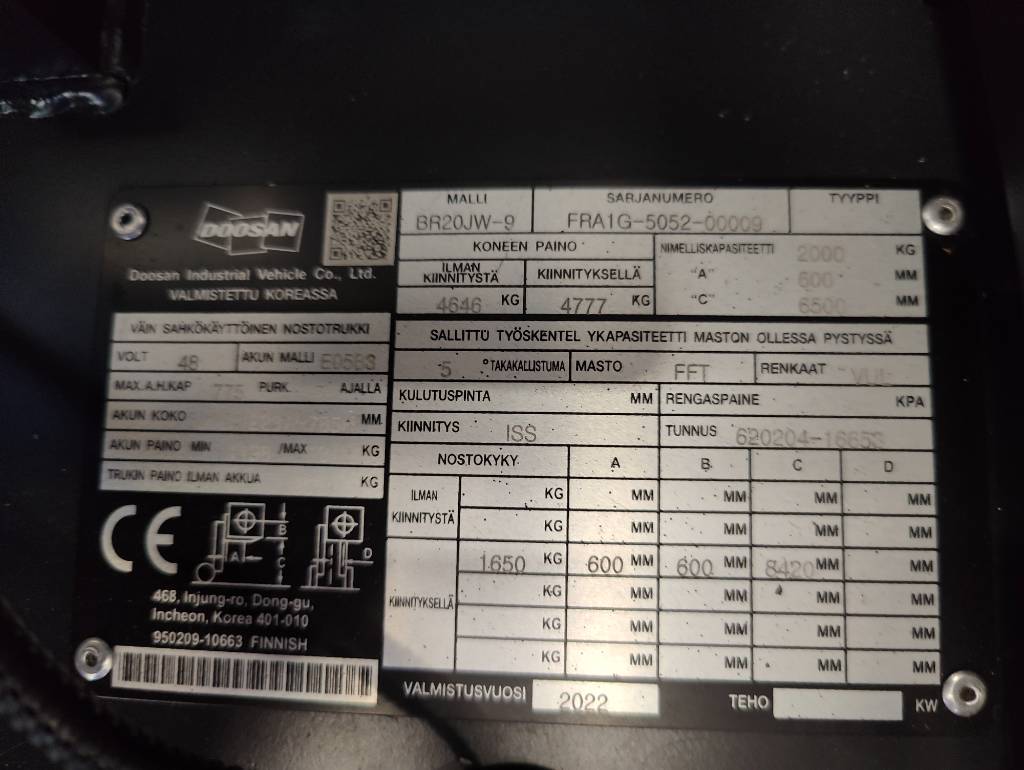 DOOSAN
Doosan Industrial Vehicle Co., Ltd.
VALMISTETTU KOREASSA
MALLI SARJANUMERO TYYPPI
BR20JW-9 FRA1G-5052-00009
KONEEN PAINO NIMELLISKAPASITEETTI 2000 KG
ILMAN KIINNITYSTÄ KIINNITYKSELLÄ "A" 600 MM
4646 KG 4777 KG "C" 6500 MM
VAIN SÄHKÖKÄYTTÖINEN NOSTOTRUKKI
VOLT 48 AKUN MALLI
MAX. A.H.KAP 775 PURK. AJALLA
AKUN KOKO MM
AKUN PAINO MIN /MAX KG
TRUKIN PAINO ILMAN AKKUA KG
SALLITTU TYÖSKENTEL YKAPASITEETTI MASTON OLLESSA PYSTYSSÄ
5 °TAKAKALLISTUMA MASTO FFT RENKAAT VUL
KULUTUSPINTA MM RENGASPAINE KPA
KIINNITYS ISS TUNNUS 620204-16653
NOSTOKYKY A B C D
ILMAN KIINNITYSTÄ KG MM MM MM MM
KG MM MM MM MM
KIINNITYKSELLÄ 1650 KG 600 MM 600 MM 8420 MM MM
KG MM MM MM MM
KG MM MM MM MM
KG MM MM MM MM
CE
A B C D
468, Injung-ro, Dong-gu,
Incheon, Korea 401-010
950209-10663 FINNISH
VALMISTUSVUOSI 2022 TEHO KW